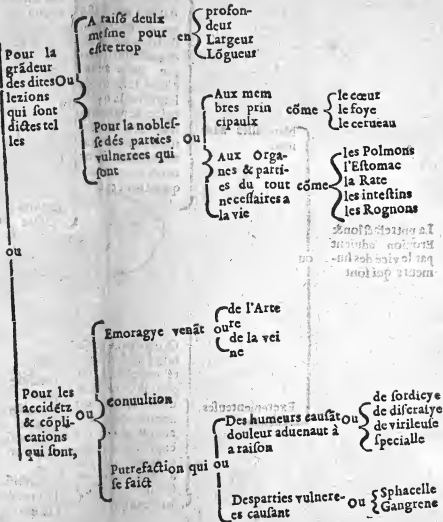 Pour la
grãdeur
des dites Ou
lezions
qui ſont
dictes tel
les
A raiſõ deulx
meſme pour en
eſtre trop
profon-
deur
Largeur
Lõgueur
Pour la nobleſ-
ſe dés parties Ou
vulnerees qui
ſont
Aux mem
bres prin cõme
cipaulx
le cœur
le foye
le cerueau
Aux Orga-
nes & parti-
es du tout cõme
neceſſaires a
la vie
les Polmons
l'Eſtomac
la Rate
les inteſtins
les Rognons
ou
Pour les
accidẽtz Ou
& cõpli-
cations
qui ſont,
Emoragye venãt ou
de l'Arte
re
de la vei
ne
conuultion
Putrefaction qui ou
ſe faict
Des humeurs cauſãt Ou
douleur aduenaut à
a raiſon
de ſordicye
de diſcraſye
de virileuſe
ſpecialle
Desparties vulnere- Ou
es cauſant
Sphacelle
Gangrene